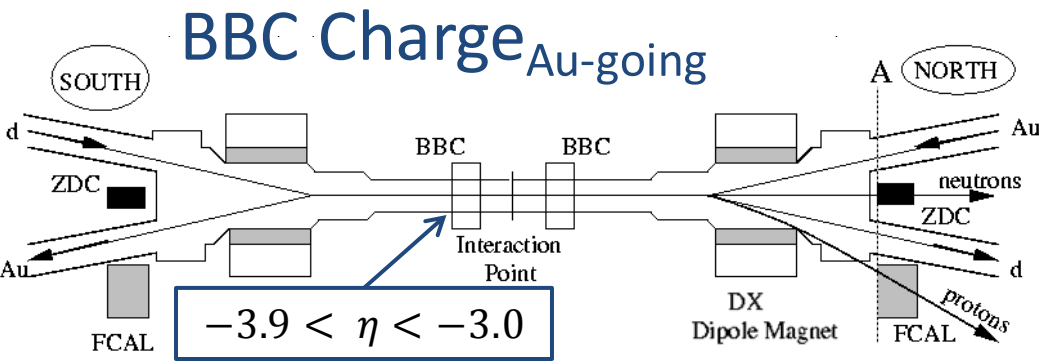 BBC Charge Au-going
SOUTH
A
NORTH
d
BBC
BBC
Au
ZDC
neutrons
ZDC
Interaction
Point
Au
d
−3.9 < η < −3.0
DX
Dipole Magnet
protons
FCAL
FCAL